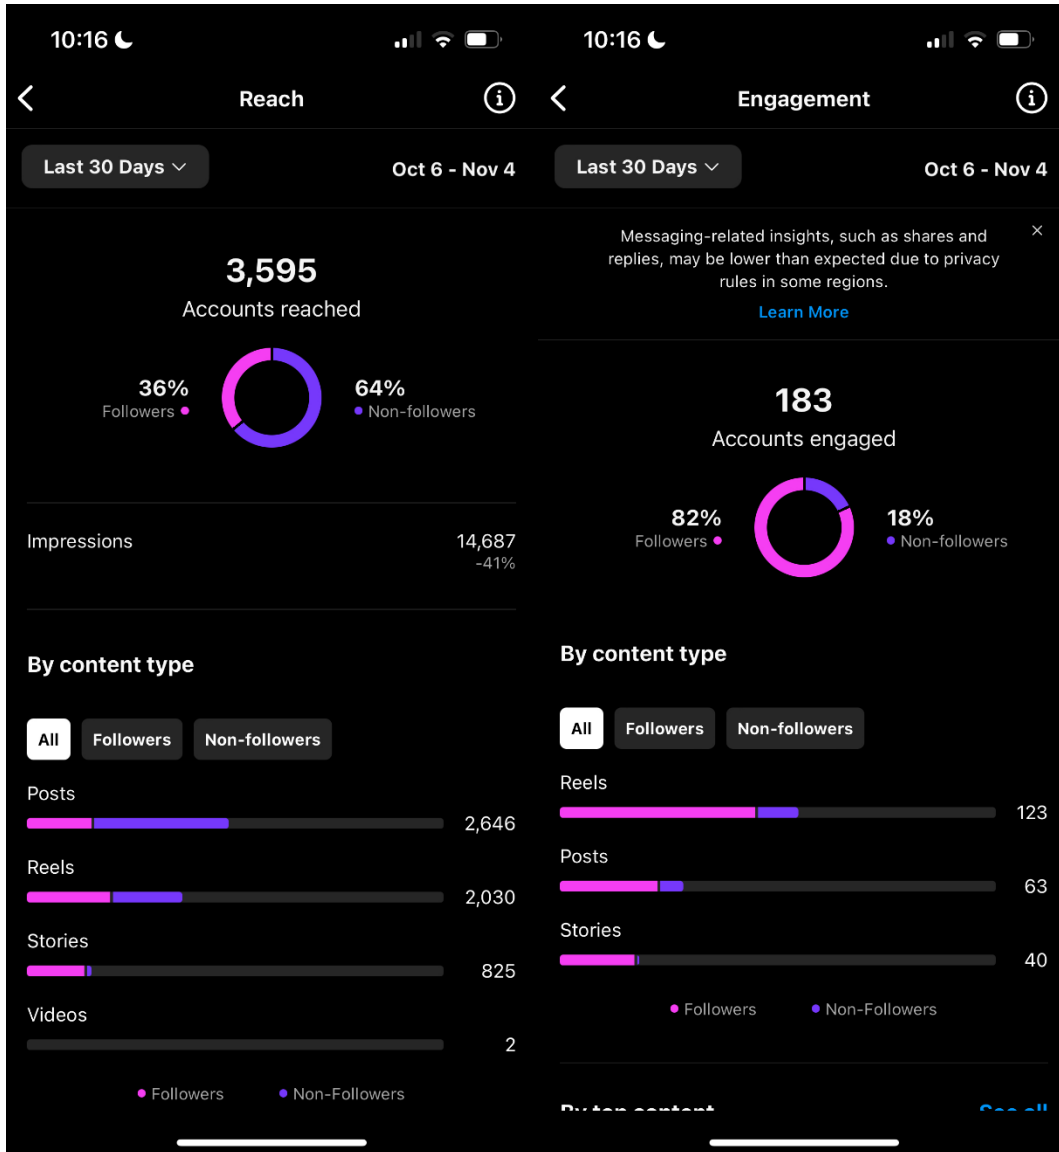 10:16
Reach
Last 30 Days
Oct 6 - Nov 4
3,595
Accounts reached
36%
Followers
64%
Non-followers
Impressions
14,687
-41%
By content type
All
Followers
Non-followers
Posts
2,646
Reels
2,030
Stories
825
Videos
2
Followers
Non-Followers
10:16
Engagement
Last 30 Days
Oct 6 - Nov 4
Messaging-related insights, such as shares and
replies, may be lower than expected due to privacy
rules in some regions.
Learn More
183
Accounts engaged
82%
Followers
18%
Non-followers
By content type
All
Followers
Non-followers
Reels
123
Posts
63
Stories
40
Followers
Non-Followers
By top content
See all